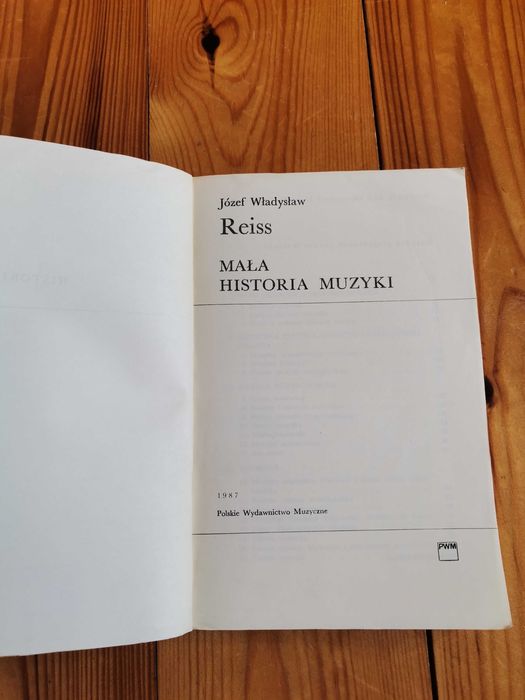 Józef Władysław
Reiss
MAŁA
HISTORIA MUZYKI
1987
Polskie Wydawnictwo Muzyczne
PWM